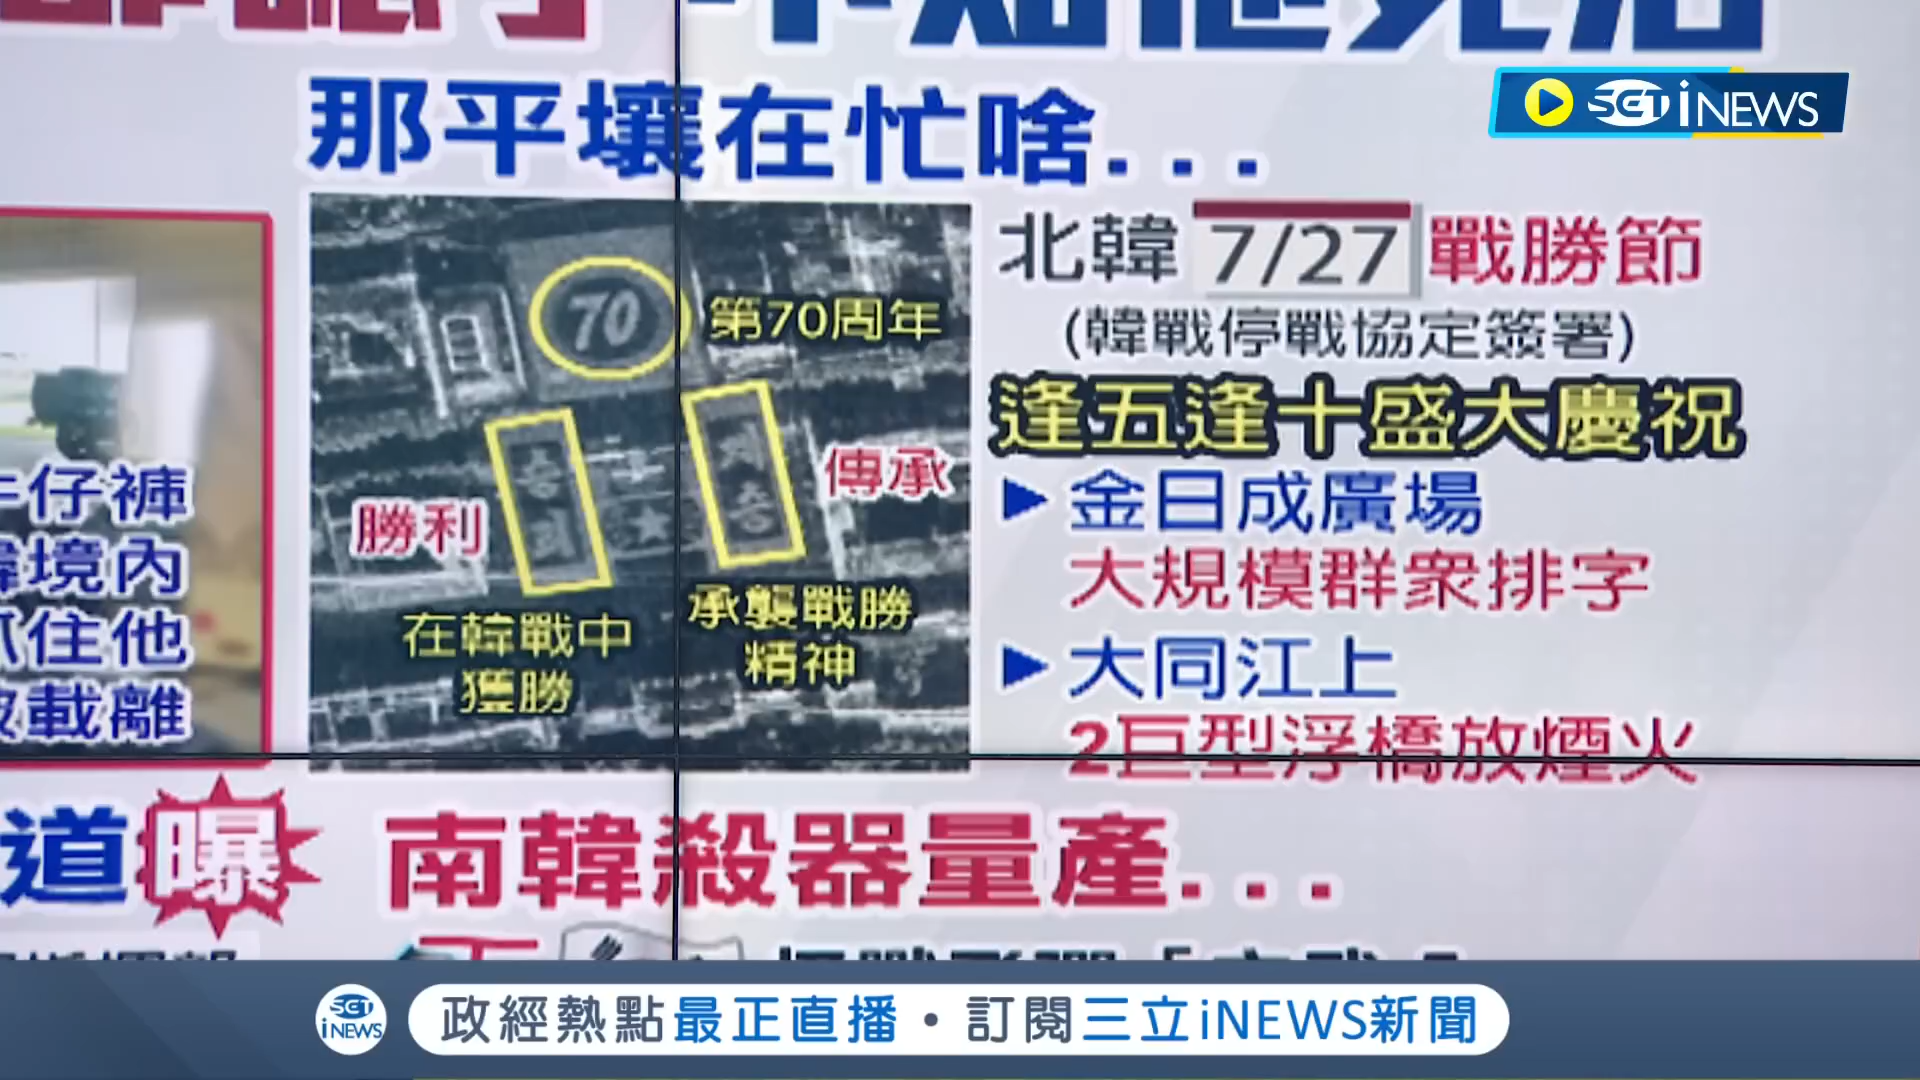 那平壤在忙啥...
SET iNEWS
北韓 7/27 戰勝節
(韓戰停戰協定簽署)
逢五逢十盛大慶祝
▶金日成廣場
大規模群眾排字
▶大同江上
2巨型浮橋放煙火
70
第70周年
勝利
傳承
在韓戰中
獲勝
承襲戰勝
精神
仔褲
境內
住他
載離
道曝 南韓殺器量產...
SET
iNEWS
政經熱點最正直播・訂閱三立iNEWS新聞